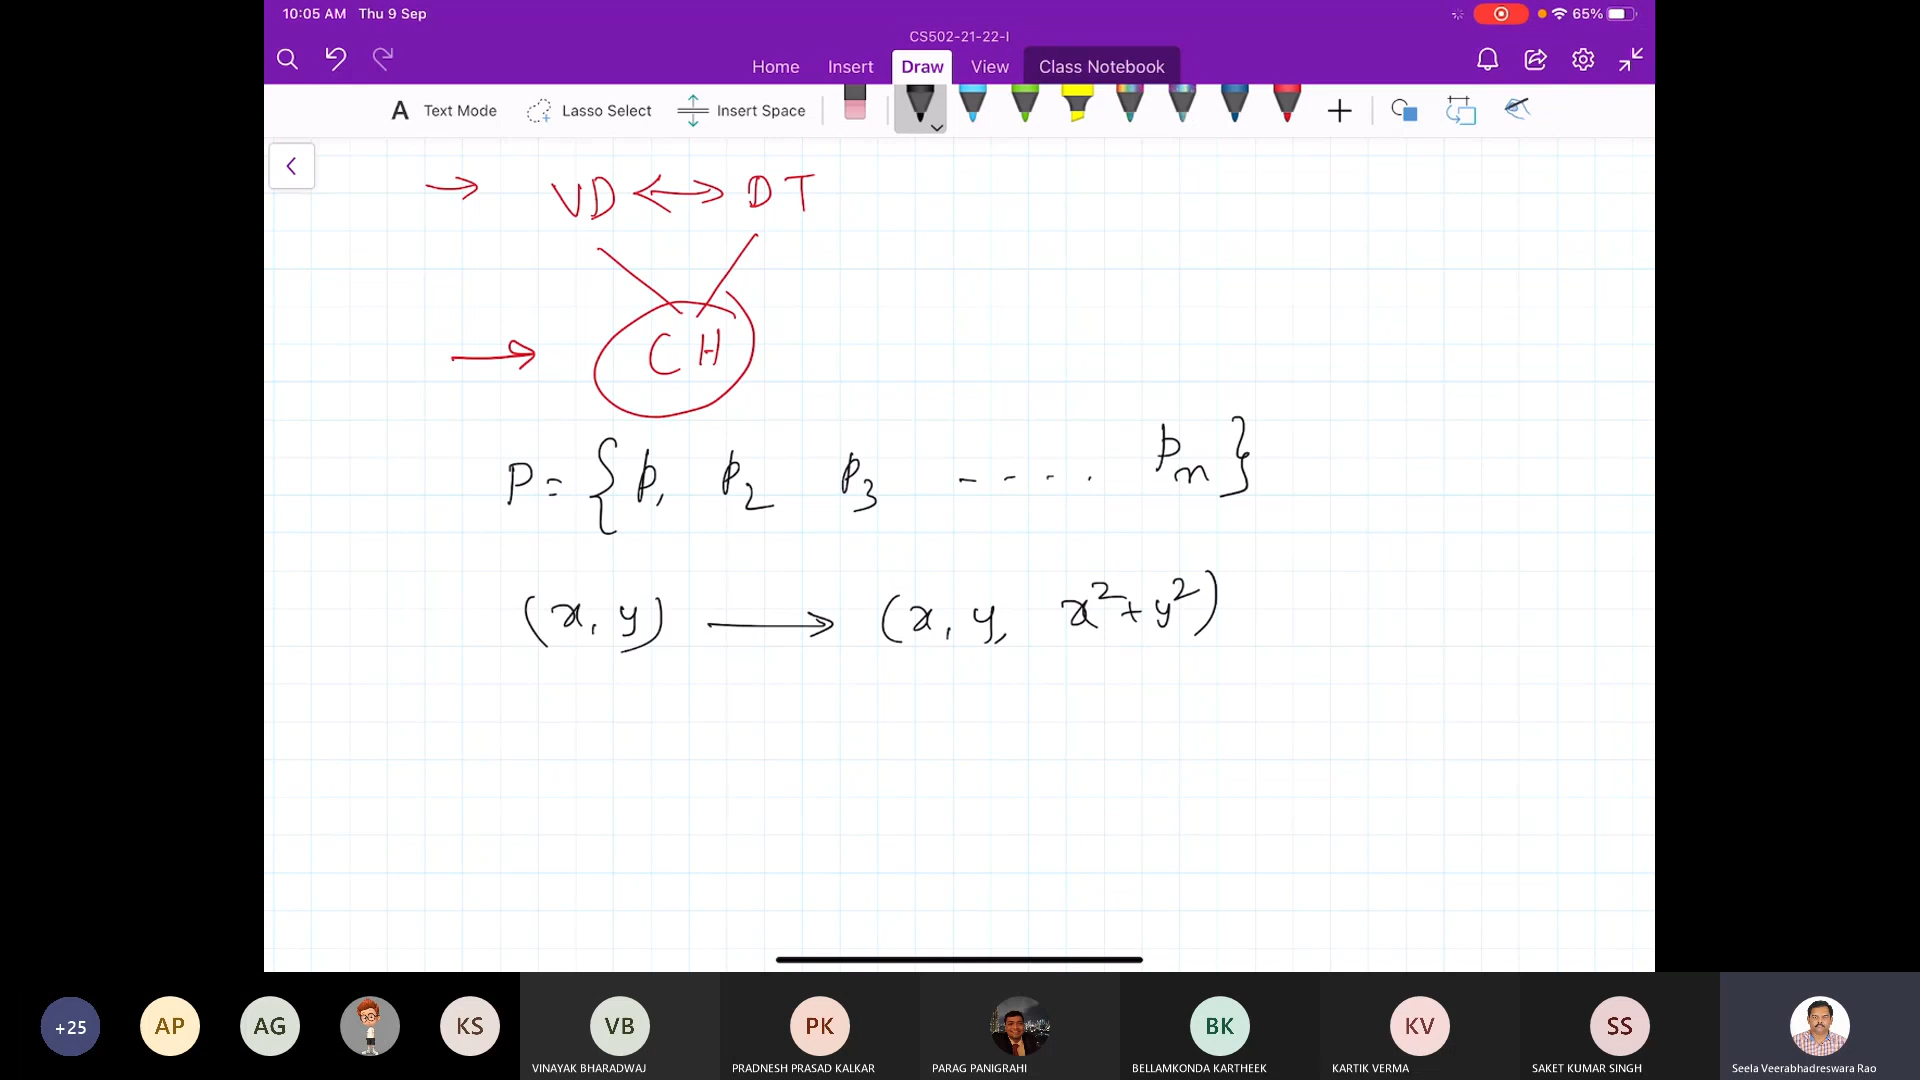 10:05 AM Thu 9 Sep
65%
CS502-21-22-I
Home Insert Draw View Class Notebook
A Text Mode Lasso Select Insert Space
→ VD ↔ DT
→ CH
P = { p1 p2 p3 - - - - . pn }
(x, y) → (x, y, x²+y²)
+25 AP AG KS VB PK BK KV SS
VINAYAK BHARADWAJ PRADNESH PRASAD KALKAR PARAG PANIGRAHI BELLAMKONDA KARTHEEK KARTIK VERMA SAKET KUMAR SINGH Seela Veerabhadreswara Rao